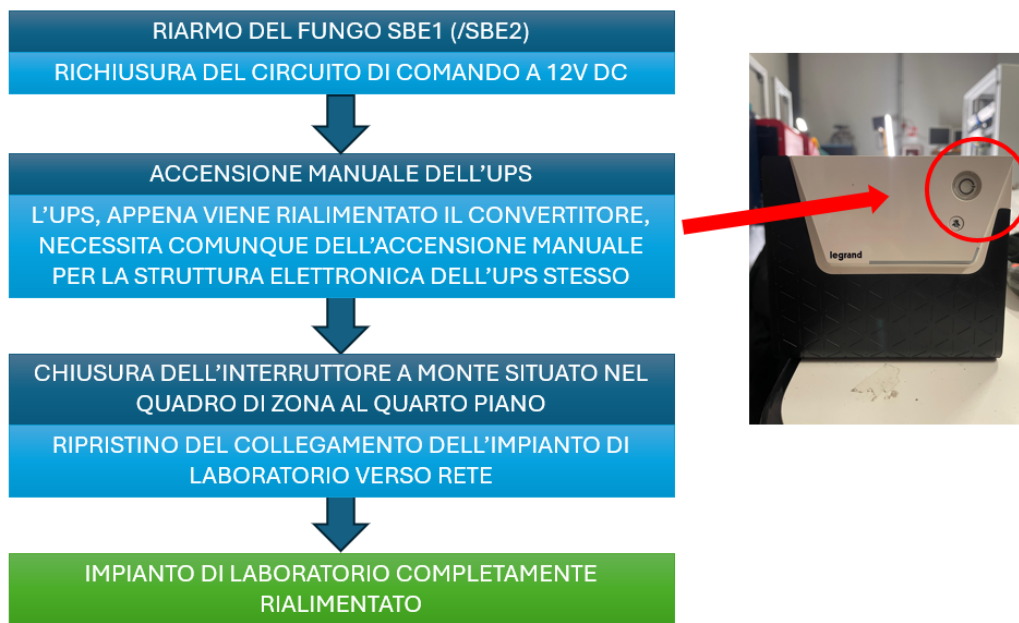 RIARMO DEL FUNGO SBE1 (/SBE2)
RICHIUSURA DEL CIRCUITO DI COMANDO A 12V DC
ACCENSIONE MANUALE DELL’UPS
L’UPS, APPENA VIENE RIALIMENTATO IL CONVERTITORE,
NECESSITA COMUNQUE DELL’ACCENSIONE MANUALE
PER LA STRUTTURA ELETTRONICA DELL’UPS STESSO
legrand
CHIUSURA DELL’INTERRUTTORE A MONTE SITUATO NEL
QUADRO DI ZONA AL QUARTO PIANO
RIPRISTINO DEL COLLEGAMENTO DELL’IMPIANTO DI
LABORATORIO VERSO RETE
IMPIANTO DI LABORATORIO COMPLETAMENTE
RIALIMENTATO